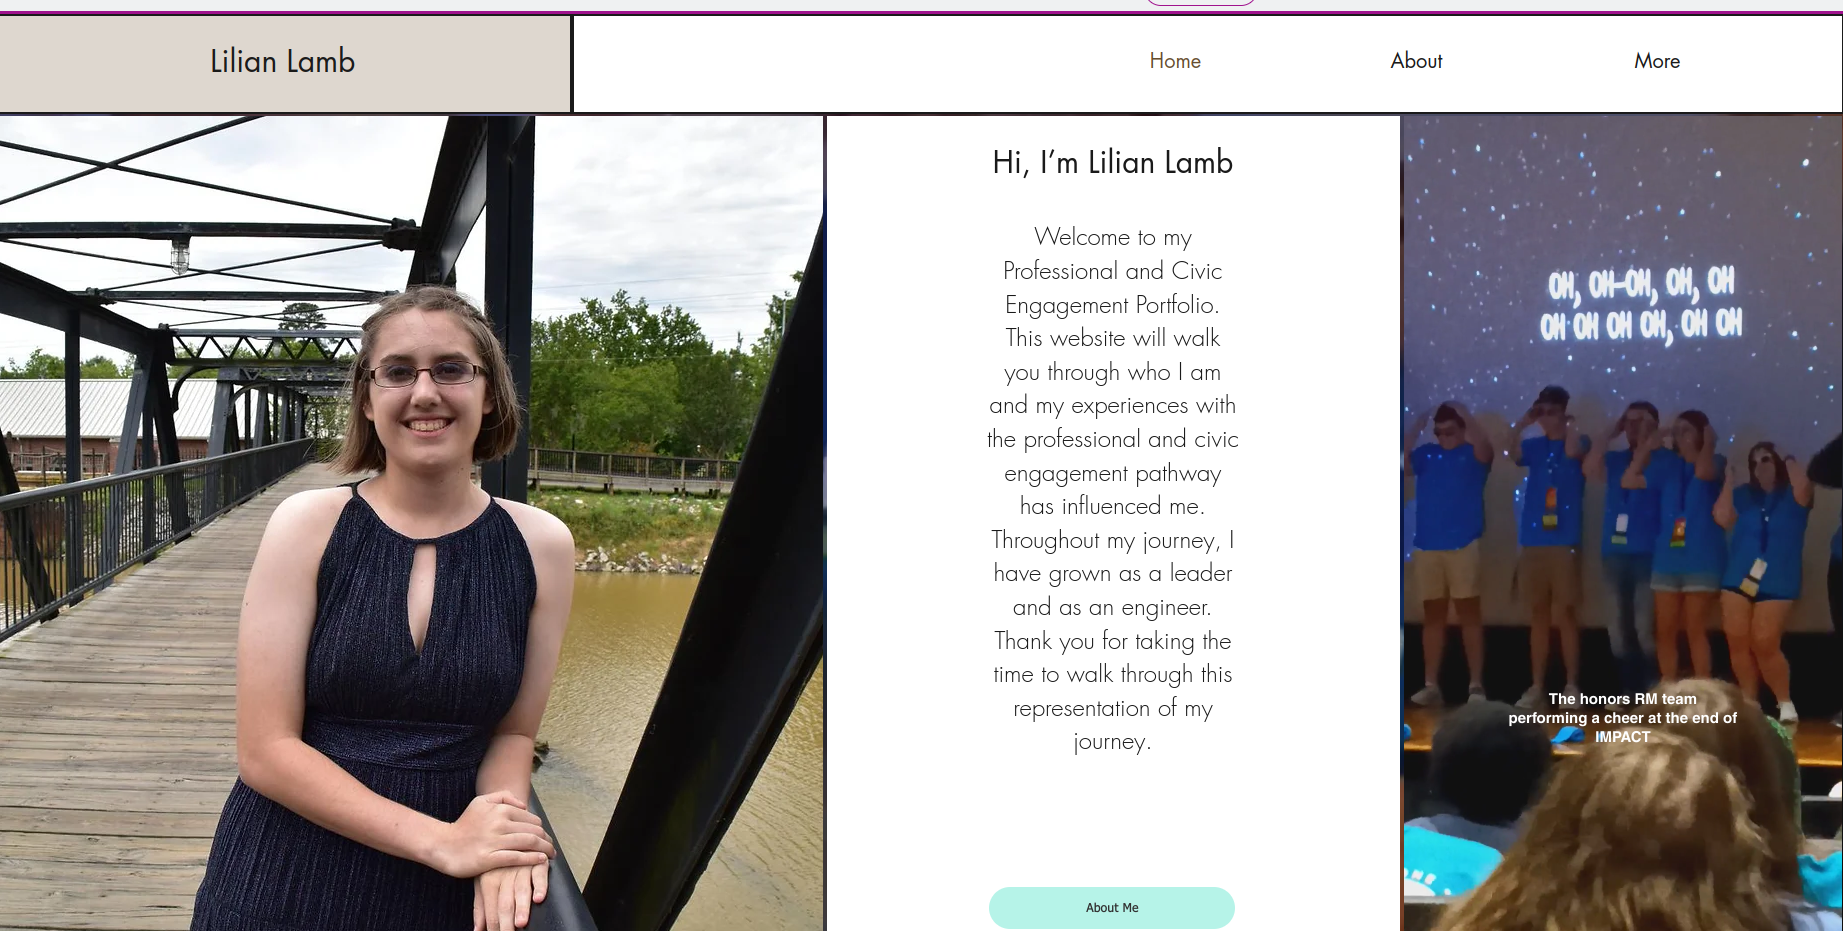 Lilian Lamb
Home
About
More
Hi, I'm Lilian Lamb
Welcome to my
Professional and Civic
Engagement Portfolio.
This website will walk
you through who I am
and my experiences with
the professional and civic
engagement pathway
has influenced me.
Throughout my journey, I
have grown as a leader
and as an engineer.
Thank you for taking the
time to walk through this
representation of my
journey.
About Me
OH, OH-OH, OH, OH
OH OH OH OH, OH OH
The honors RM team
performing a cheer at the end of
IMPACT